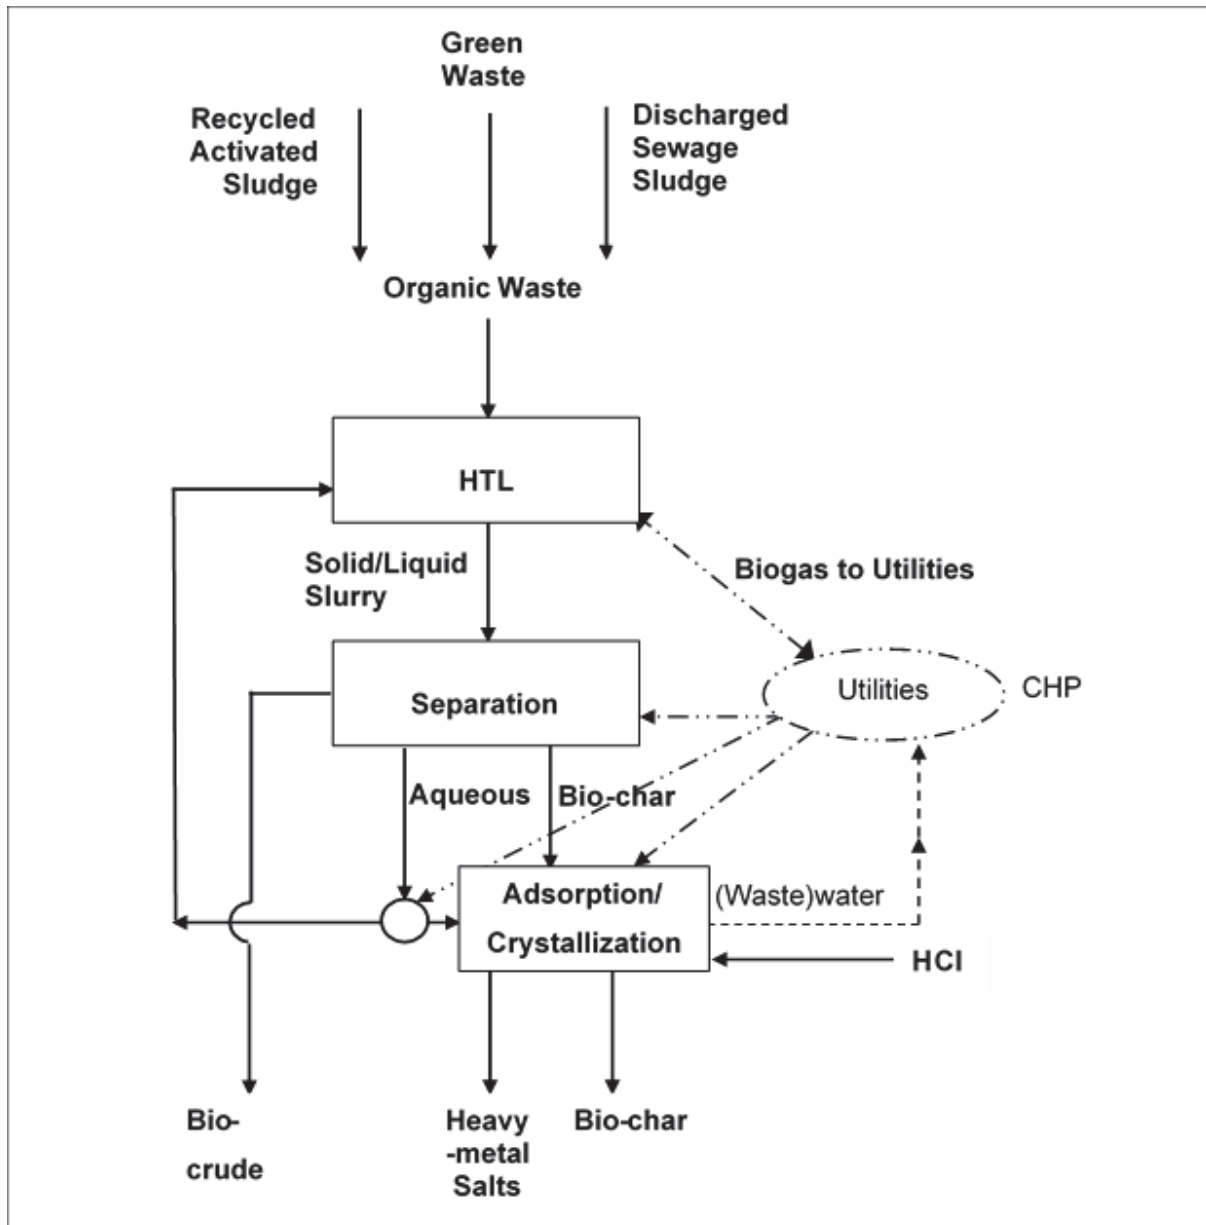 Green
Waste
Recycled
Activated
Sludge
Discharged
Sewage
Sludge
Organic Waste
HTL
Solid/Liquid
Slurry
Biogas to Utilities
Separation
Utilities
CHP
Aqueous
Bio-char
Adsorption/
Crystallization
(Waste)water
HCl
Bio-
crude
Heavy
-metal
Salts
Bio-char